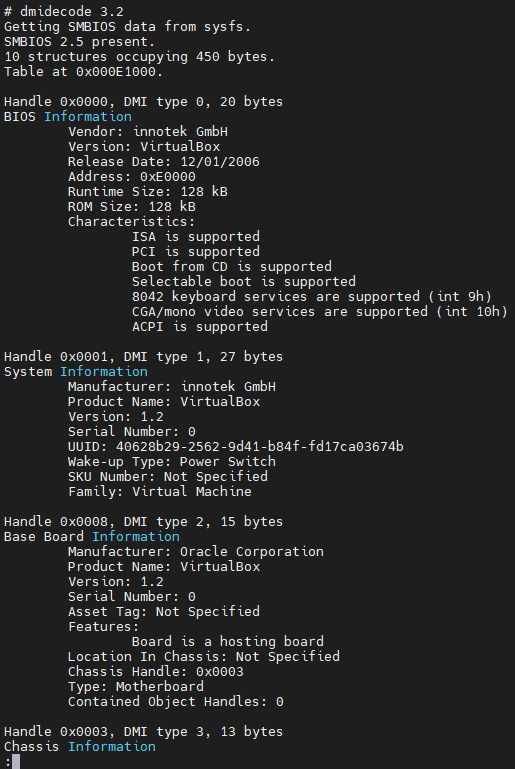 # dmidecode 3.2
Getting SMBIOS data from sysfs.
SMBIOS 2.5 present.
10 structures occupying 450 bytes.
Table at 0x000E1000.

Handle 0x0000, DMI type 0, 20 bytes
BIOS Information
        Vendor: innotek GmbH
        Version: VirtualBox
        Release Date: 12/01/2006
        Address: 0xE0000
        Runtime Size: 128 kB
        ROM Size: 128 kB
        Characteristics:
                ISA is supported
                PCI is supported
                Boot from CD is supported
                Selectable boot is supported
                8042 keyboard services are supported (int 9h)
                CGA/mono video services are supported (int 10h)
                ACPI is supported

Handle 0x0001, DMI type 1, 27 bytes
System Information
        Manufacturer: innotek GmbH
        Product Name: VirtualBox
        Version: 1.2
        Serial Number: 0
        UUID: 40628b29-2562-9d41-b84f-fd17ca03674b
        Wake-up Type: Power Switch
        SKU Number: Not Specified
        Family: Virtual Machine

Handle 0x0008, DMI type 2, 15 bytes
Base Board Information
        Manufacturer: Oracle Corporation
        Product Name: VirtualBox
        Version: 1.2
        Serial Number: 0
        Asset Tag: Not Specified
        Features:
                Board is a hosting board
        Location In Chassis: Not Specified
        Chassis Handle: 0x0003
        Type: Motherboard
        Contained Object Handles: 0

Handle 0x0003, DMI type 3, 13 bytes
Chassis Information
: